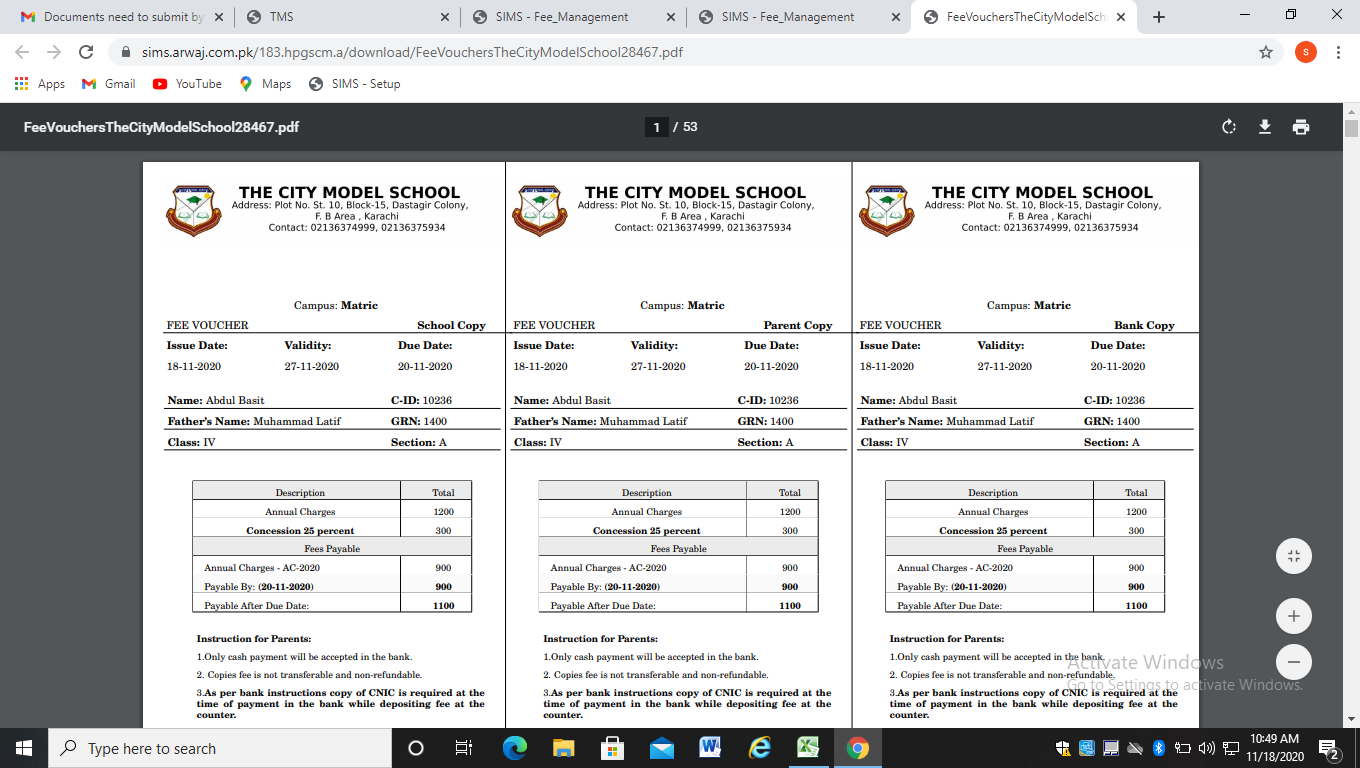 Documents need to submit by
TMS
SIMS - Fee_Management
SIMS - Fee_Management
FeeVouchersTheCityModelSch
sims.arwaj.com.pk/183.hpgscm.a/download/FeeVouchersTheCityModelSchool28467.pdf
S
Apps
Gmail
YouTube
Maps
SIMS - Setup
FeeVouchersTheCityModelSchool28467.pdf
1 / 53
THE CITY MODEL SCHOOL
Address: Plot No. St. 10, Block-15, Dastagir Colony,
F. B Area , Karachi
Contact: 02136374999, 02136375934
Campus: Matric
FEE VOUCHER School Copy
Issue Date: Validity: Due Date:
18-11-2020 27-11-2020 20-11-2020
Name: Abdul Basit C-ID: 10236
Father's Name: Muhammad Latif GRN: 1400
Class: IV Section: A
Description Total
Annual Charges 1200
Concession 25 percent 300
Fees Payable
Annual Charges - AC-2020 900
Payable By: (20-11-2020) 900
Payable After Due Date: 1100
Instruction for Parents:
1.Only cash payment will be accepted in the bank.
2. Copies fee is not transferable and non-refundable.
3.As per bank instructions copy of CNIC is required at the
time of payment in the bank while depositing fee at the
counter.
THE CITY MODEL SCHOOL
Address: Plot No. St. 10, Block-15, Dastagir Colony,
F. B Area , Karachi
Contact: 02136374999, 02136375934
Campus: Matric
FEE VOUCHER Parent Copy
Issue Date: Validity: Due Date:
18-11-2020 27-11-2020 20-11-2020
Name: Abdul Basit C-ID: 10236
Father's Name: Muhammad Latif GRN: 1400
Class: IV Section: A
Description Total
Annual Charges 1200
Concession 25 percent 300
Fees Payable
Annual Charges - AC-2020 900
Payable By: (20-11-2020) 900
Payable After Due Date: 1100
Instruction for Parents:
1.Only cash payment will be accepted in the bank.
2. Copies fee is not transferable and non-refundable.
3.As per bank instructions copy of CNIC is required at the
time of payment in the bank while depositing fee at the
counter.
THE CITY MODEL SCHOOL
Address: Plot No. St. 10, Block-15, Dastagir Colony,
F. B Area , Karachi
Contact: 02136374999, 02136375934
Campus: Matric
FEE VOUCHER Bank Copy
Issue Date: Validity: Due Date:
18-11-2020 27-11-2020 20-11-2020
Name: Abdul Basit C-ID: 10236
Father's Name: Muhammad Latif GRN: 1400
Class: IV Section: A
Description Total
Annual Charges 1200
Concession 25 percent 300
Fees Payable
Annual Charges - AC-2020 900
Payable By: (20-11-2020) 900
Payable After Due Date: 1100
Instruction for Parents:
1.Only cash payment will be accepted in the bank.
2. Copies fee is not transferable and non-refundable.
3.As per bank instructions copy of CNIC is required at the
time of payment in the bank while depositing fee at the
counter.
Activate Windows
Go to Settings to activate Windows.
Type here to search
10:49 AM
11/18/2020
2